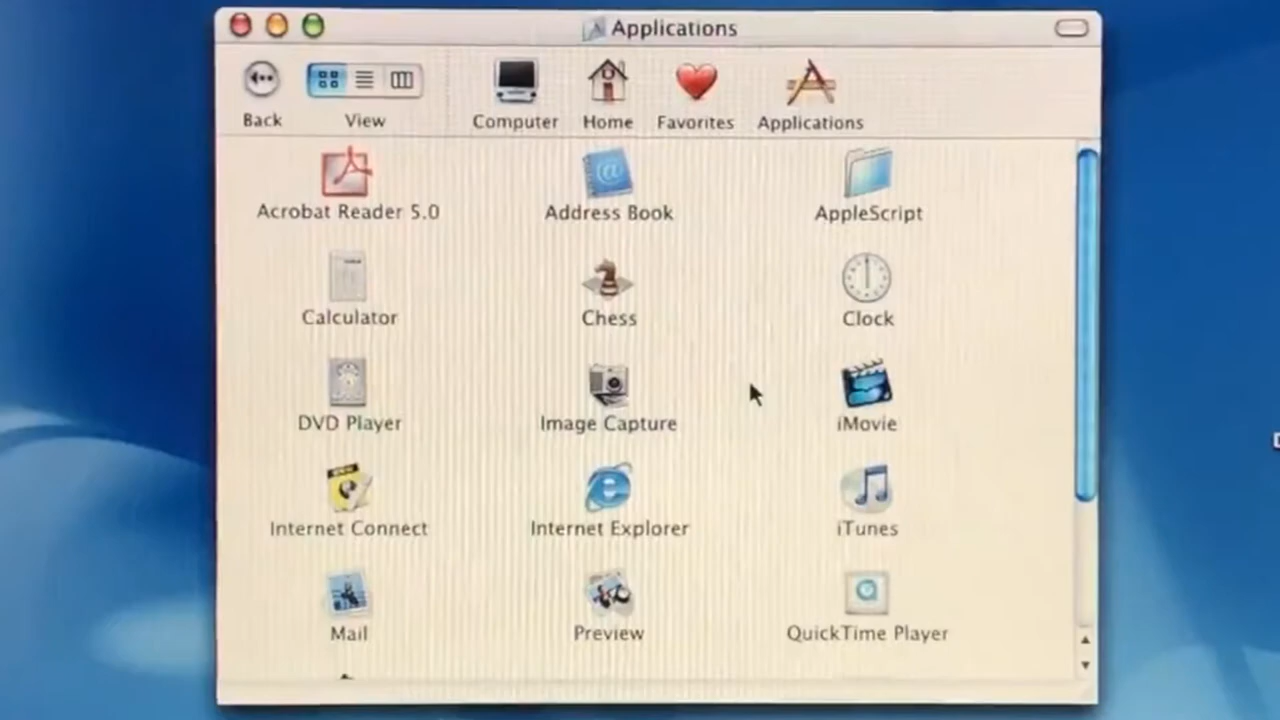 Applications
Back
View
Computer
Home
Favorites
Applications
Acrobat Reader 5.0
Address Book
AppleScript
Calculator
Chess
Clock
DVD Player
Image Capture
iMovie
Internet Connect
Internet Explorer
iTunes
Mail
Preview
QuickTime Player